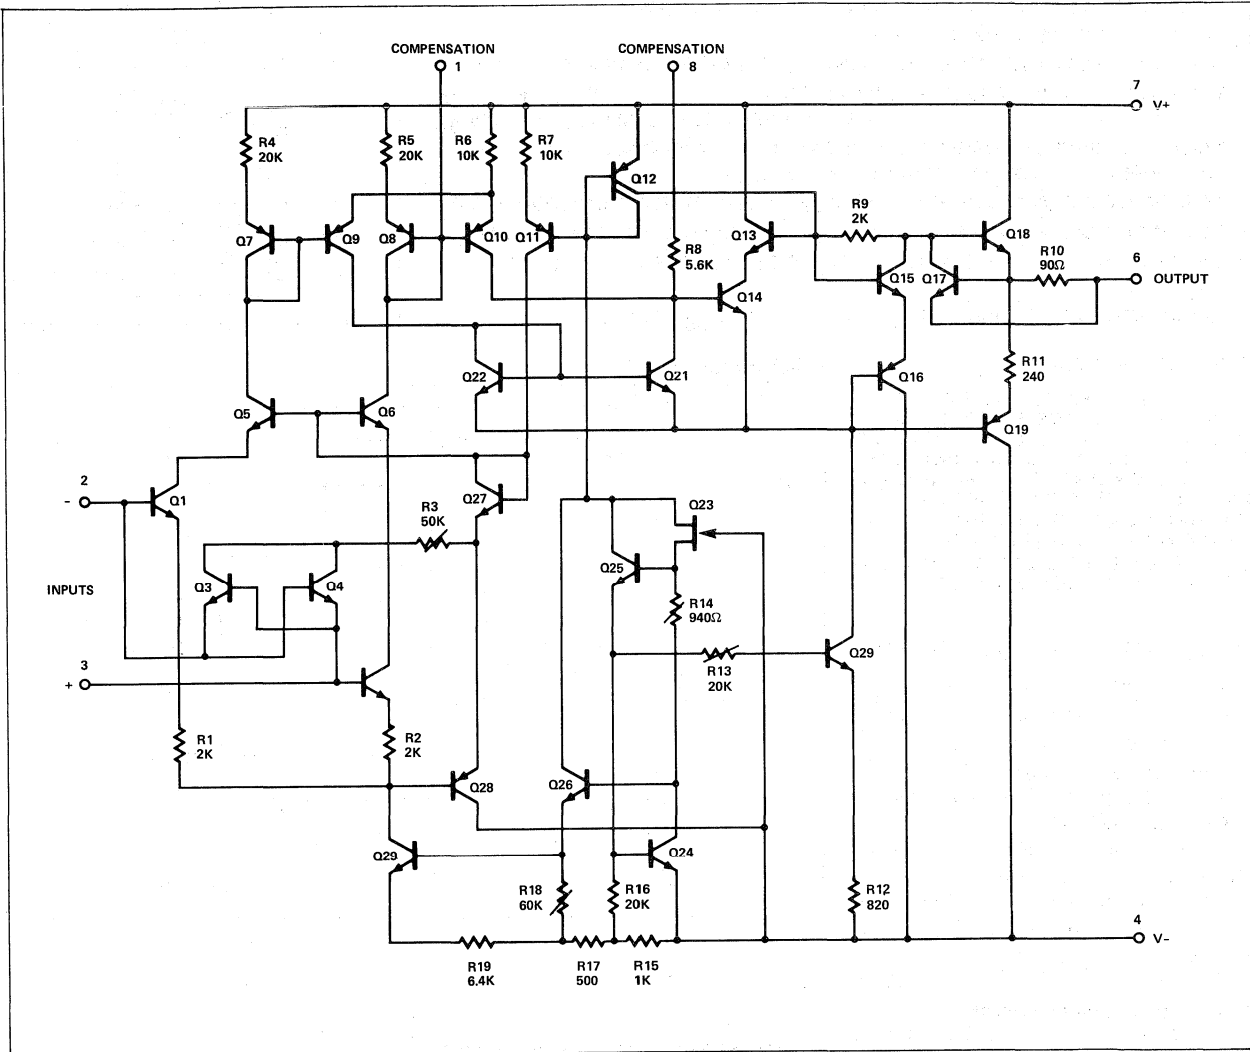 COMPENSATION
1
COMPENSATION
8
7
V+
R4
20K
R5
20K
R6
10K
R7
10K
Q12
R9
2K
Q7
Q9
Q8
Q10
Q11
R8
5.6K
Q13
Q18
R10
90Ω
6
OUTPUT
Q14
Q15
Q17
Q22
Q21
Q16
R11
240
Q5
Q6
Q19
2
-
Q1
Q27
R3
50K
Q23
Q3
Q4
Q25
INPUTS
R14
940Ω
3
+
R13
20K
Q29
R1
2K
R2
2K
Q28
Q26
Q29
Q24
R18
60K
R16
20K
R12
820
4
V-
R19
6.4K
R17
500
R15
1K